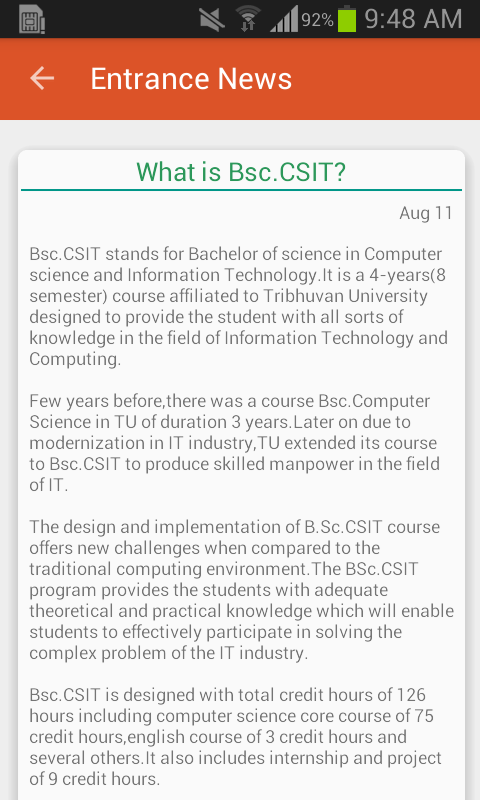 92% 9:48 AM
Entrance News
What is Bsc.CSIT?
Aug 11
Bsc.CSIT stands for Bachelor of science in Computer
science and Information Technology.It is a 4-years(8
semester) course affiliated to Tribhuvan University
designed to provide the student with all sorts of
knowledge in the field of Information Technology and
Computing.
Few years before,there was a course Bsc.Computer
Science in TU of duration 3 years.Later on due to
modernization in IT industry,TU extended its course
to Bsc.CSIT to produce skilled manpower in the field
of IT.
The design and implementation of B.Sc.CSIT course
offers new challenges when compared to the
traditional computing environment.The BSc.CSIT
program provides the students with adequate
theoretical and practical knowledge which will enable
students to effectively participate in solving the
complex problem of the IT industry.
Bsc.CSIT is designed with total credit hours of 126
hours including computer science core course of 75
credit hours,english course of 3 credit hours and
several others.It also includes internship and project
of 9 credit hours.